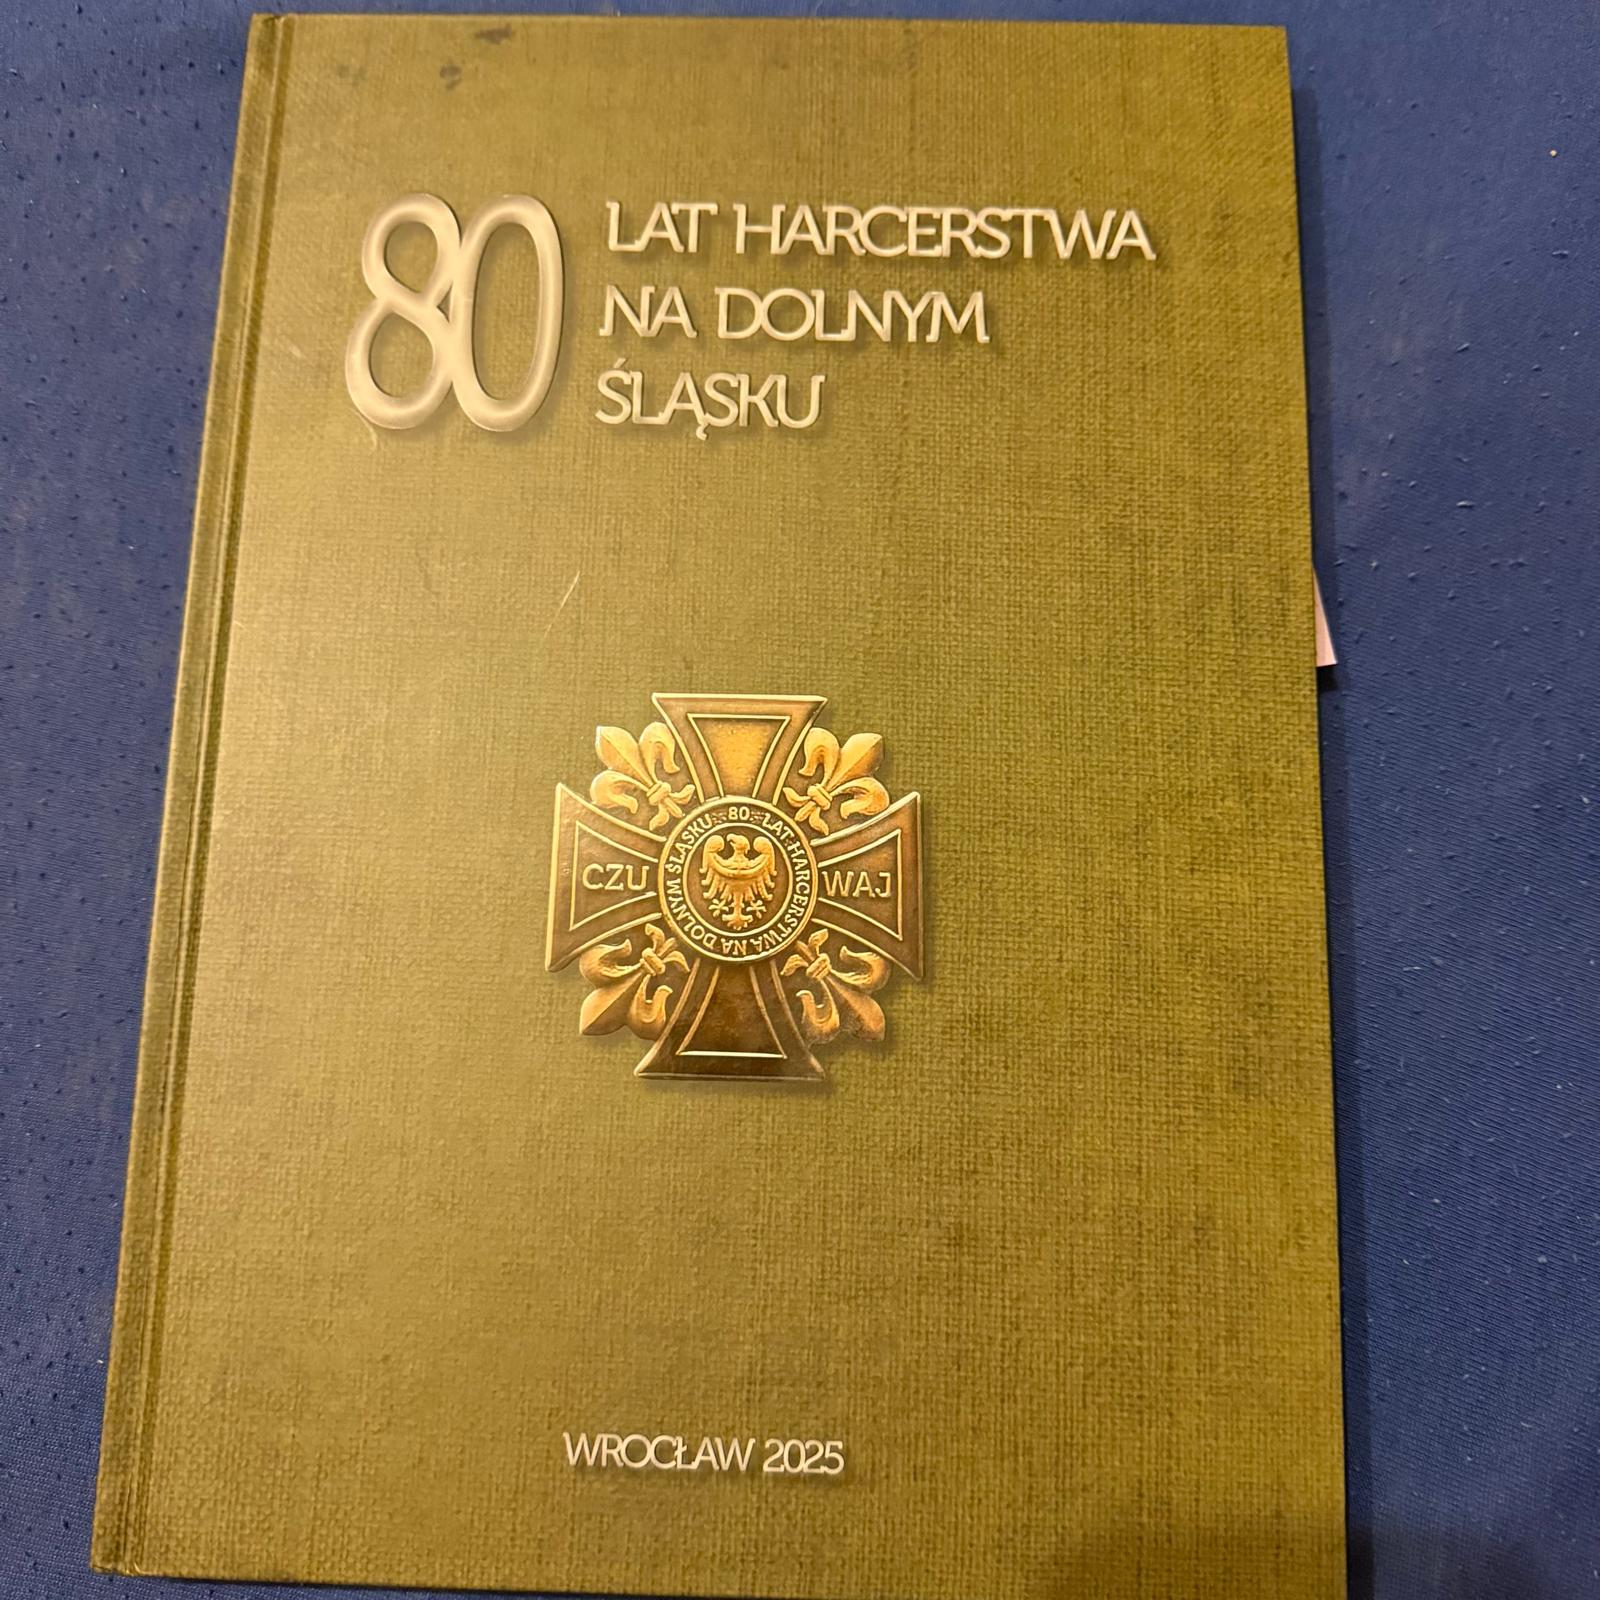 80 LAT HARCERSTWA
NA DOLNYM
ŚLĄSKU
80 LAT HARCERSTWA NA DOLNYM ŚLĄSKU
CZU WAJ
WROCŁAW 2025